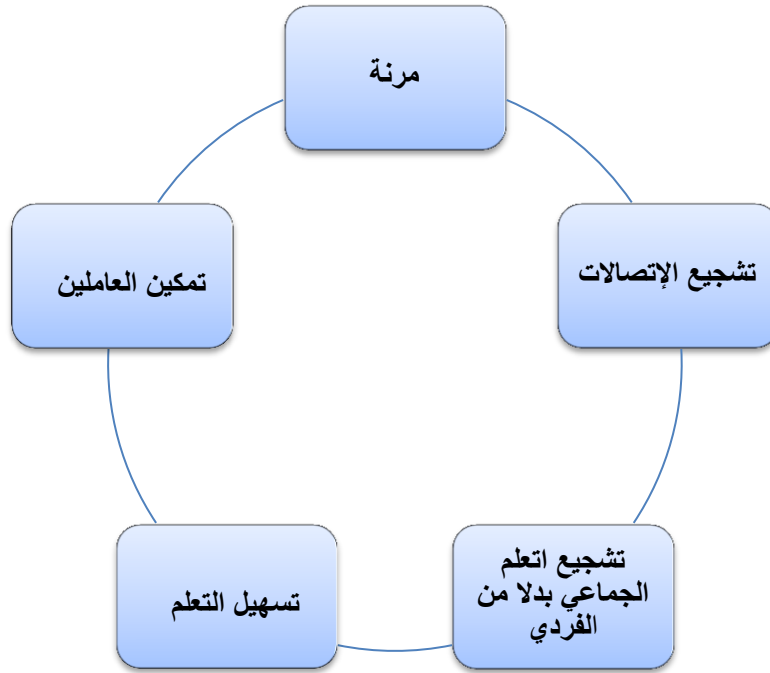 مرنة
تشجيع الإتصالات
تشجيع اتعلم
الجماعي بدلا من
الفردي
تسهيل التعلم
تمكين العاملين